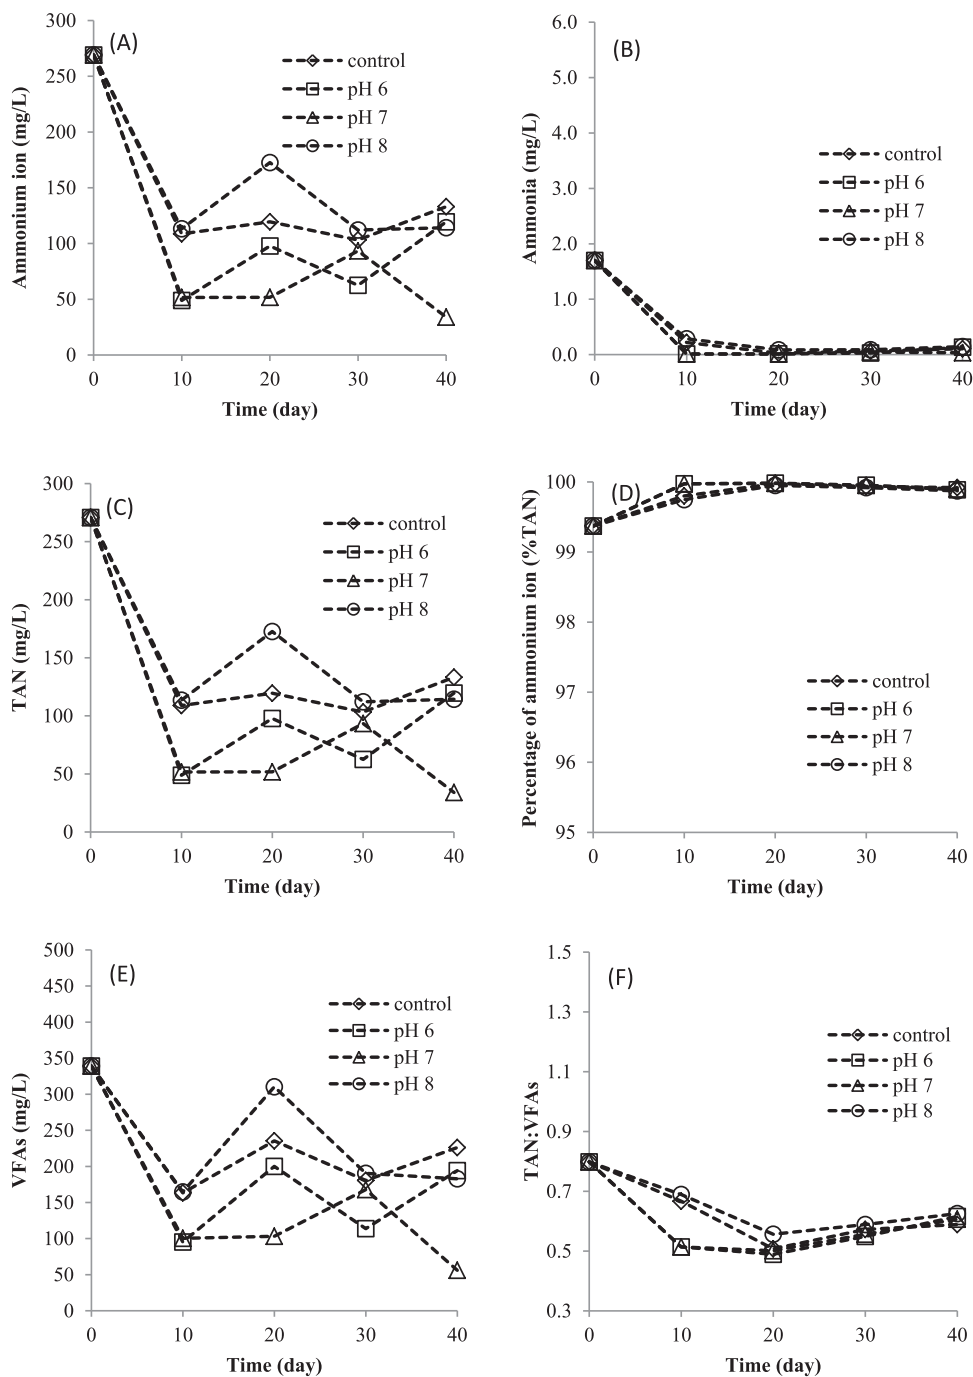 (A)
Ammonium ion (mg/L)
300
250
200
150
100
50
0
control
pH 6
pH 7
pH 8
0 10 20 30 40
Time (day)
(B)
Ammonia (mg/L)
6.0
5.0
4.0
3.0
2.0
1.0
0.0
control
pH 6
pH 7
pH 8
0 10 20 30 40
Time (day)
(C)
TAN (mg/L)
300
250
200
150
100
50
0
control
pH 6
pH 7
pH 8
0 10 20 30 40
Time (day)
(D)
Percentage of ammonium ion (%TAN)
100
99
98
97
96
95
control
pH 6
pH 7
pH 8
0 10 20 30 40
Time (day)
(E)
VFAs (mg/L)
500
450
400
350
300
250
200
150
100
50
0
control
pH 6
pH 7
pH 8
0 10 20 30 40
Time (day)
(F)
TAN:VFAs
1.5
1.3
1.1
0.9
0.7
0.5
0.3
control
pH 6
pH 7
pH 8
0 10 20 30 40
Time (day)